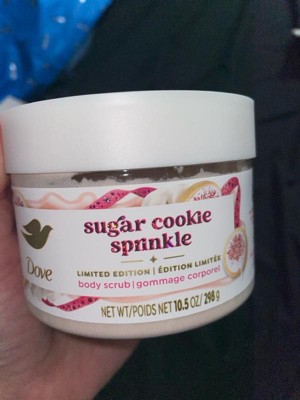 sugar cookie
sprinkle
Dove
LIMITED EDITION | ÉDITION LIMITÉE
body scrub | gommage corporel
NET WT/POIDS NET 10.5 OZ/ 298 g